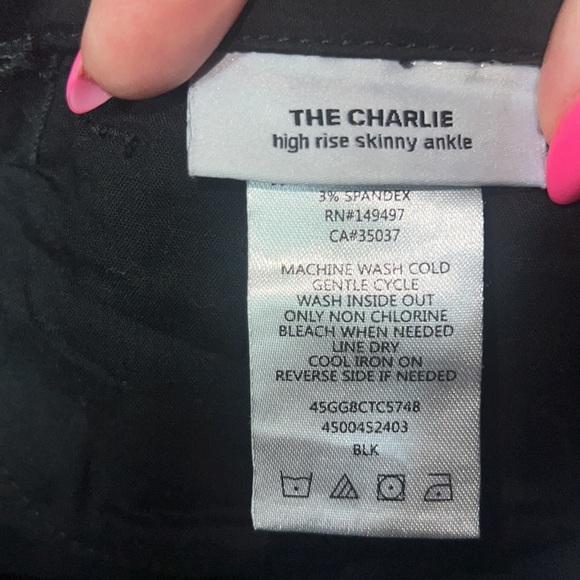 THE CHARLIE
high rise skinny ankle
3% SPANDEX
RN#149497
CA#35037
MACHINE WASH COLD
GENTLE CYCLE
WASH INSIDE OUT
ONLY NON CHLORINE
BLEACH WHEN NEEDED
LINE DRY
COOL IRON ON
REVERSE SIDE IF NEEDED
45GG8CTC5748
4500452403
BLK